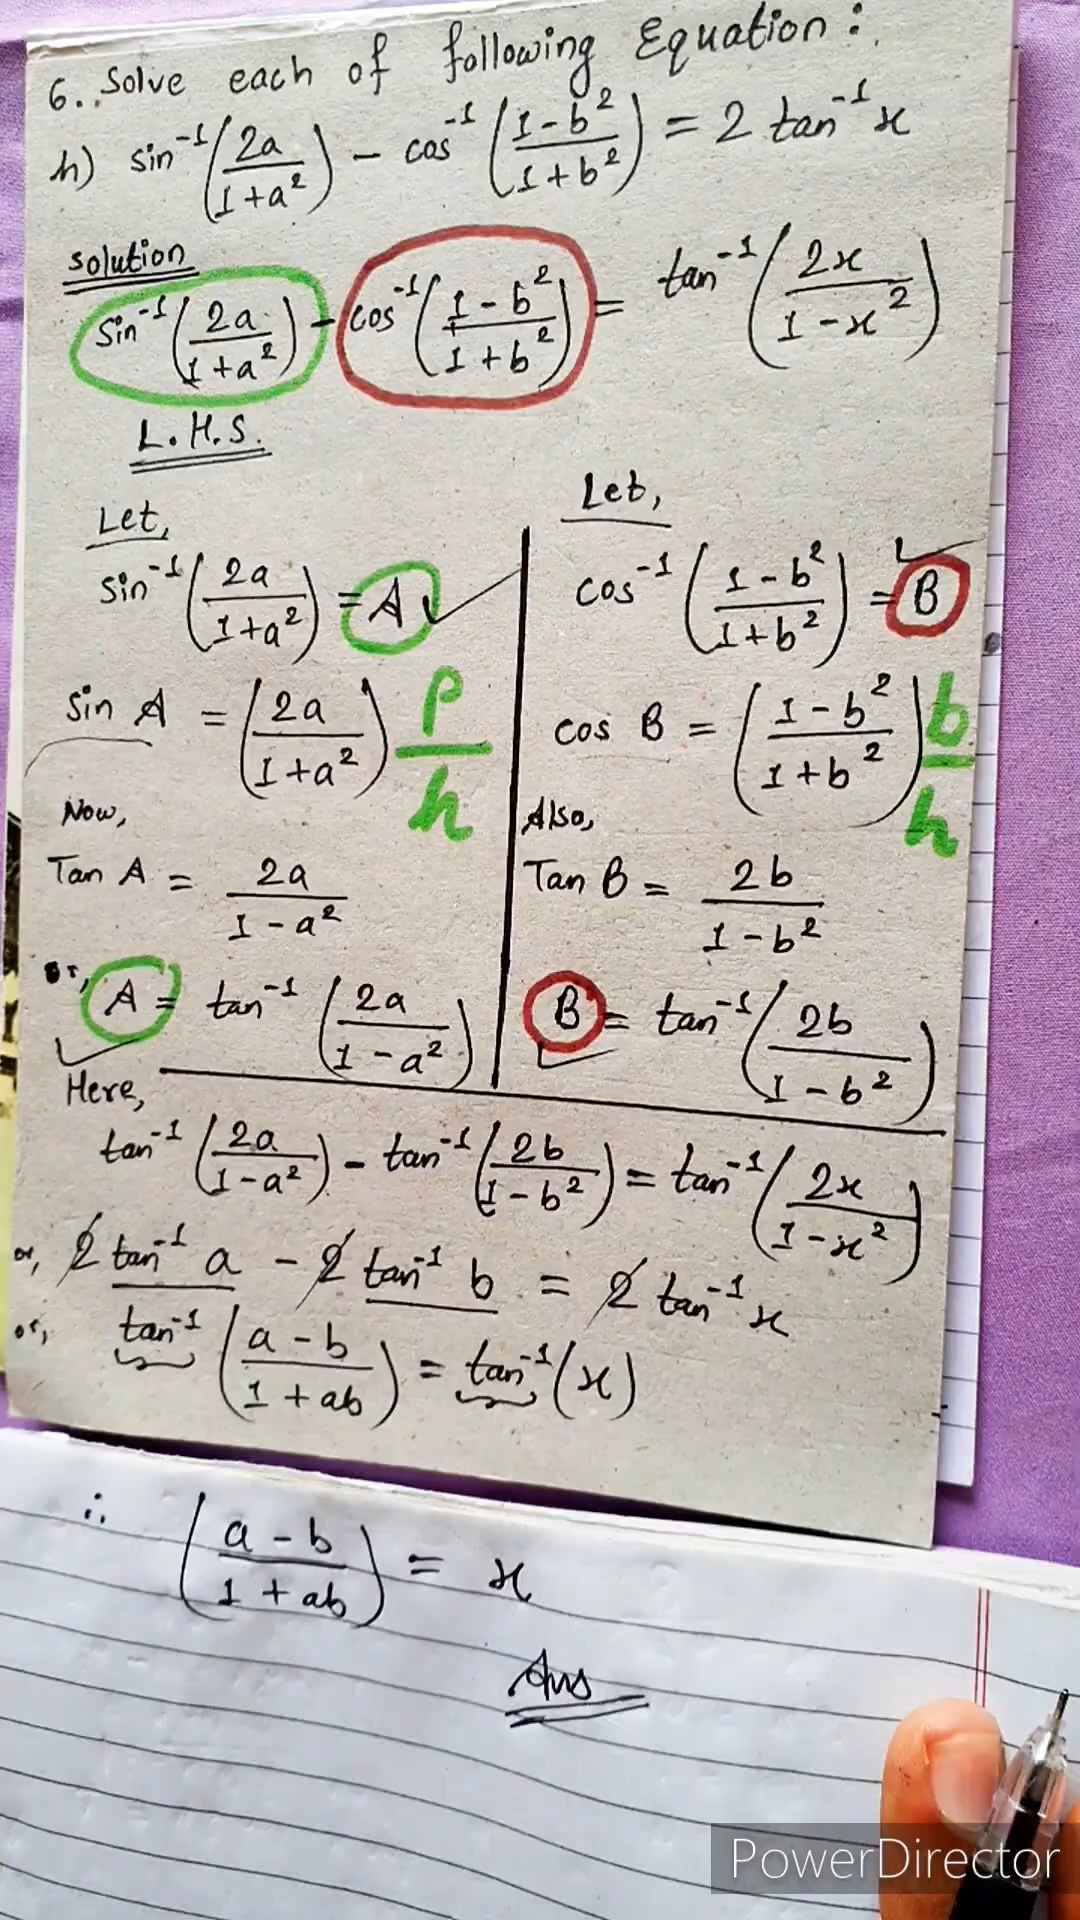 6. Solve each of following Equation :
h) sin⁻¹(2a/(1+a²)) - cos⁻¹((1-b²)/(1+b²)) = 2 tan⁻¹x
Solution
Sin⁻¹(2a/(1+a²)) - cos⁻¹((1-b²)/(1+b²)) = tan⁻¹(2x/(1-x²))
L.H.S.
Let,
sin⁻¹(2a/(1+a²)) = A
sin A = (2a/(1+a²)) p/h
Now,
Tan A = 2a/(1-a²)
or, A = tan⁻¹(2a/(1-a²))
Let,
cos⁻¹((1-b²)/(1+b²)) = B
cos B = ((1-b²)/(1+b²)) b/h
Also,
Tan B = 2b/(1-b²)
B = tan⁻¹(2b/(1-b²))
Here,
tan⁻¹(2a/(1-a²)) - tan⁻¹(2b/(1-b²)) = tan⁻¹(2x/(1-x²))
or, 2 tan⁻¹ a - 2 tan⁻¹ b = 2 tan⁻¹ x
or, tan⁻¹((a-b)/(1+ab)) = tan⁻¹(x)
∴ ((a-b)/(1+ab)) = x
Ans
PowerDirector